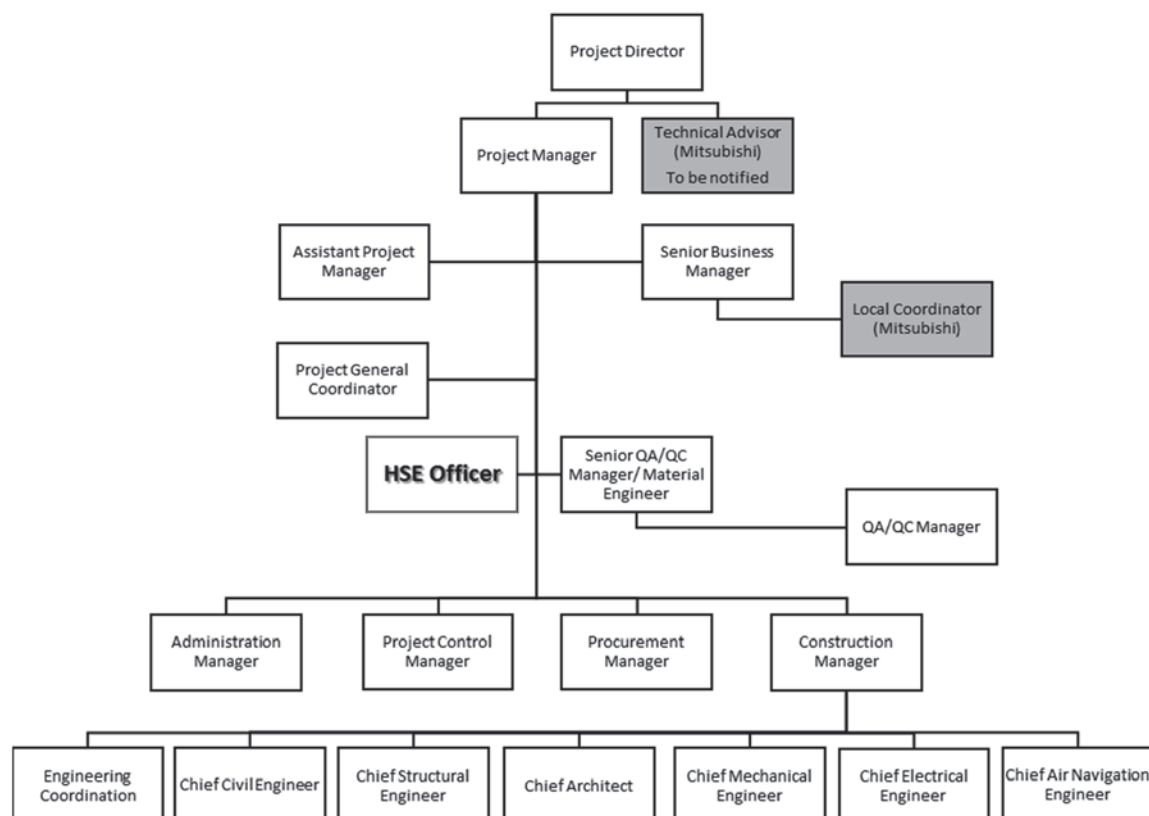 Project Director
Project Manager
Technical Advisor
(Mitsubishi)
To be notified
Assistant Project
Manager
Senior Business
Manager
Local Coordinator
(Mitsubishi)
Project General
Coordinator
HSE Officer
Senior QA/QC
Manager/ Material
Engineer
QA/QC Manager
Administration
Manager
Project Control
Manager
Procurement
Manager
Construction
Manager
Engineering
Coordination
Chief Civil Engineer
Chief Structural
Engineer
Chief Architect
Chief Mechanical
Engineer
Chief Electrical
Engineer
Chief Air Navigation
Engineer